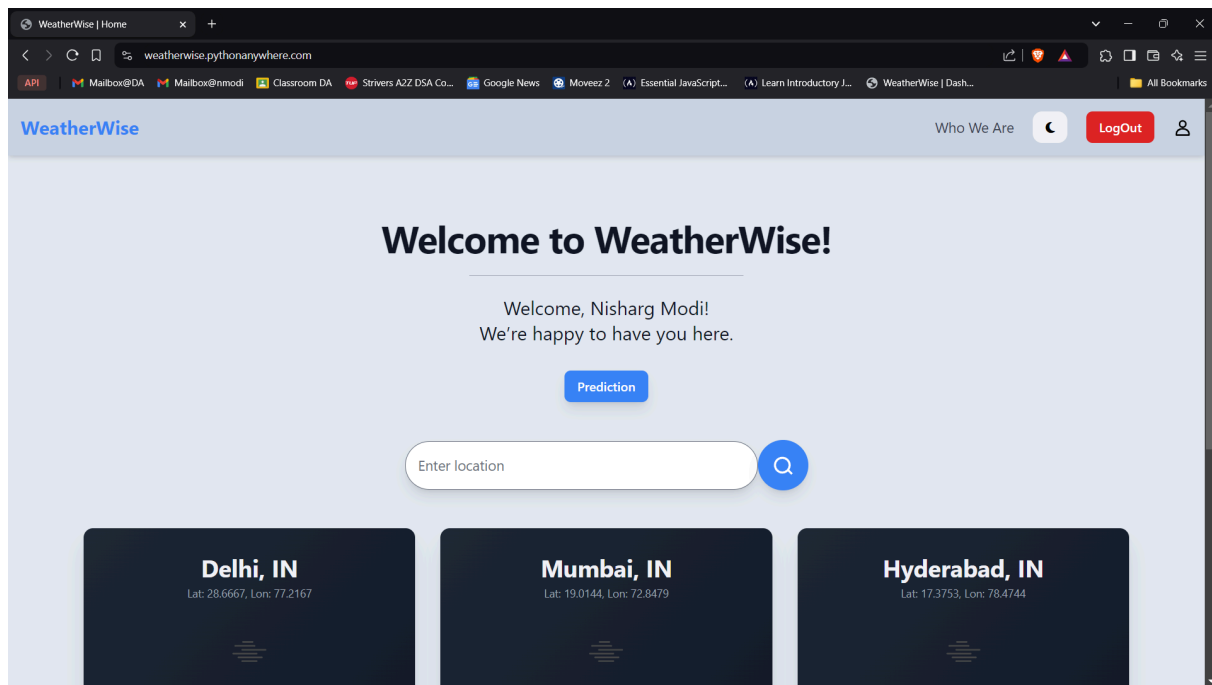 WeatherWise | Home
weatherwise.pythonanywhere.com
API Mailbox@DA Mailbox@nmodi Classroom DA Strivers A2Z DSA Co... Google News Moveez 2 Essential JavaScript... Learn Introductory J... WeatherWise | Dash... All Bookmarks
WeatherWise Who We Are LogOut
Welcome to WeatherWise!
Welcome, Nisharg Modi!
We're happy to have you here.
Prediction
Enter location
Delhi, IN Mumbai, IN Hyderabad, IN
Lat: 28.6667, Lon: 77.2167 Lat: 19.0144, Lon: 72.8479 Lat: 17.3753, Lon: 78.4744